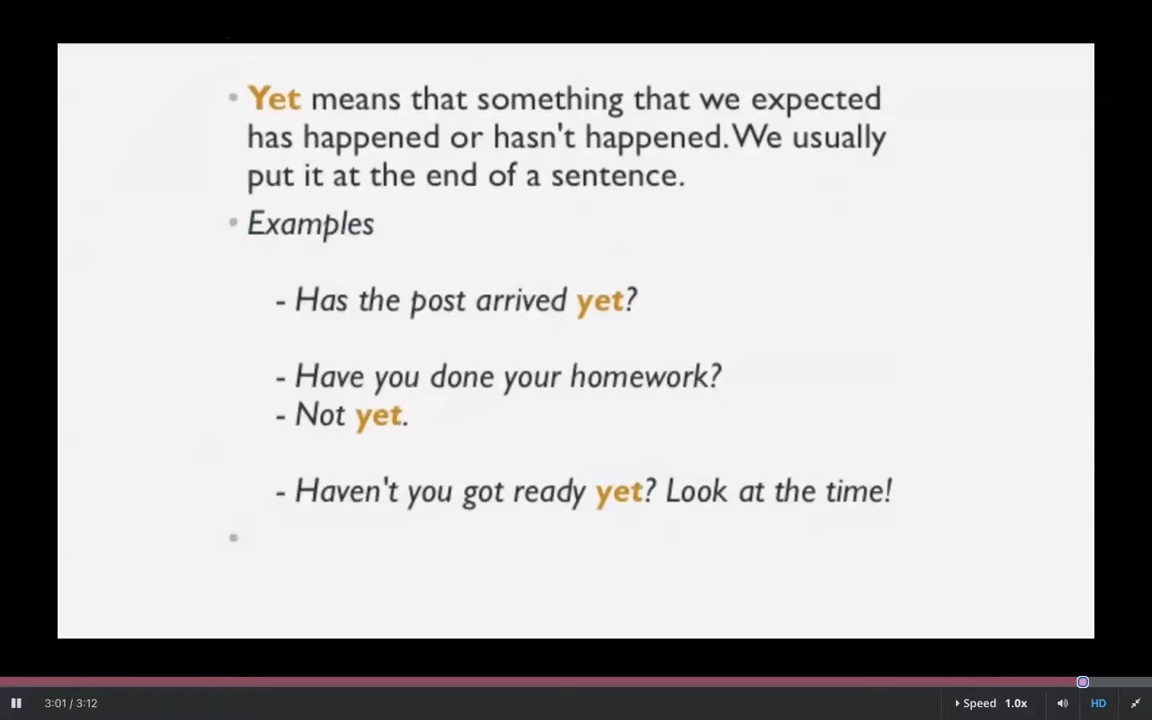 Yet means that something that we expected
has happened or hasn't happened. We usually
put it at the end of a sentence.
Examples
- Has the post arrived yet?
- Have you done your homework?
- Not yet.
- Haven't you got ready yet? Look at the time!
3:01 / 3:12
Speed 1.0x
HD